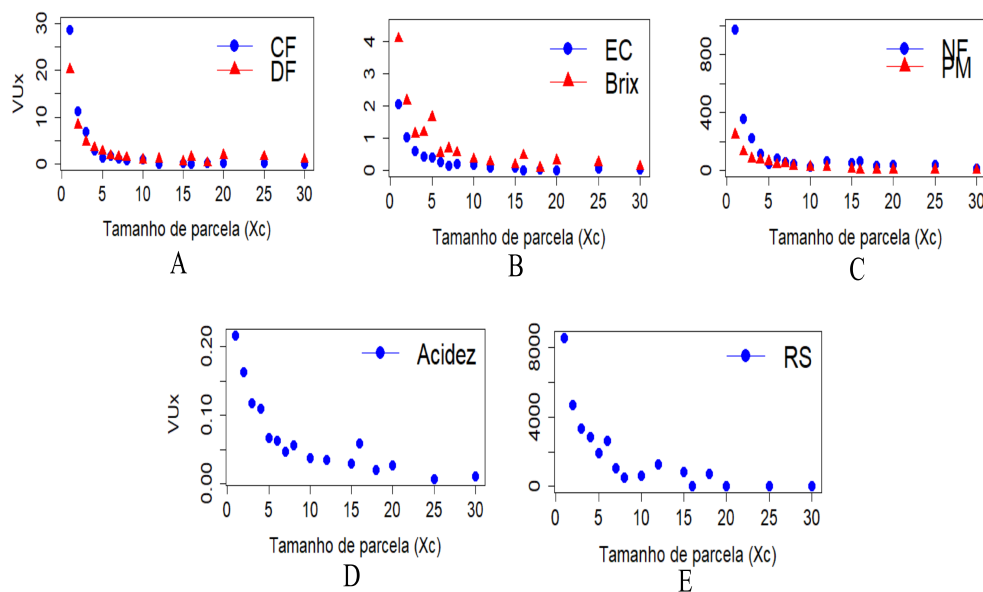 VUx
0 10 20 30
CF
DF
0 5 10 15 20 25 30
Tamanho de parcela (Xc)
A
0 1 2 3 4
EC
Brix
0 5 10 15 20 25 30
Tamanho de parcela (Xc)
B
0 400 800
NF
PM
0 5 10 15 20 25 30
Tamanho de parcela (Xc)
C
VUx
0.00 0.10 0.20
Acidez
0 5 10 15 20 25 30
Tamanho de parcela (Xc)
D
0 4000 8000
RS
0 5 10 15 20 25 30
Tamanho de parcela (Xc)
E